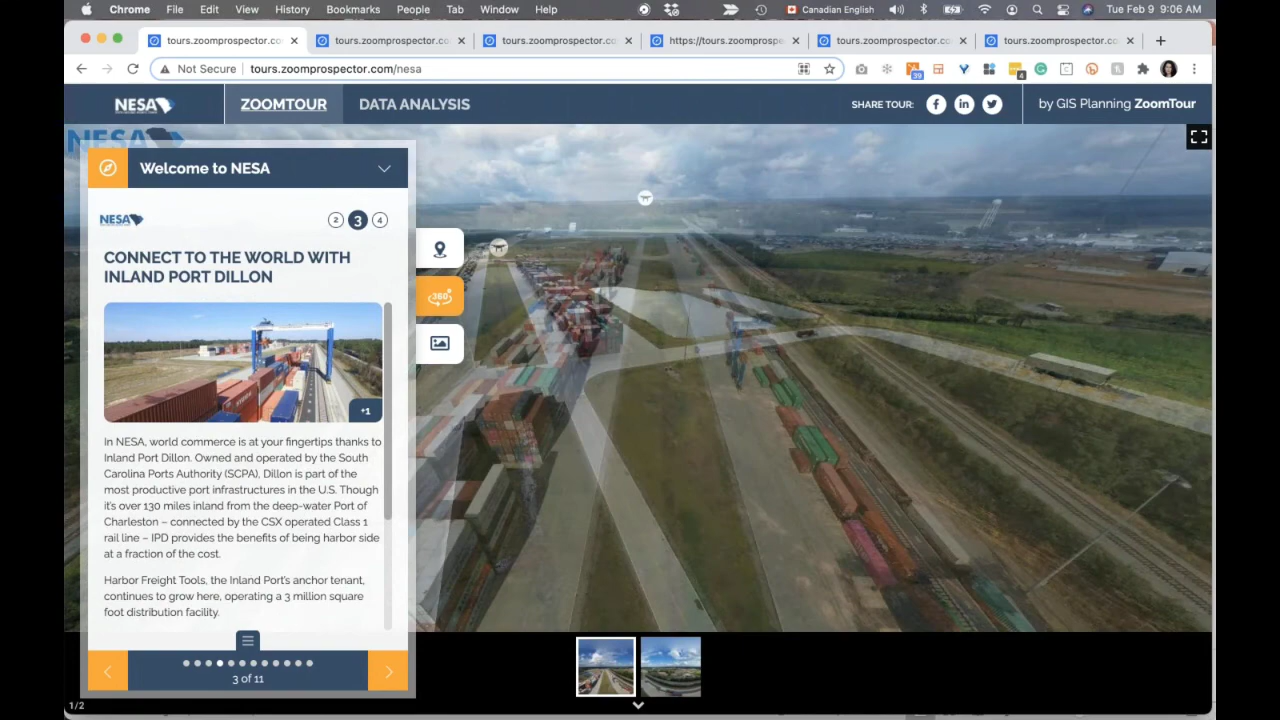 Chrome File Edit View History Bookmarks People Tab Window Help Canadian English Tue Feb 9 9:06 AM
tours.zoomprospector.co tours.zoomprospector.co tours.zoomprospector.co https://tours.zoomprospe tours.zoomprospector.co tours.zoomprospector.co
Not Secure tours.zoomprospector.com/nesa
39
4
NESA ZOOMTOUR DATA ANALYSIS SHARE TOUR: by GIS Planning ZoomTour
NESA
Welcome to NESA
NESA 2 3 4
CONNECT TO THE WORLD WITH
INLAND PORT DILLON
360°
+1
In NESA, world commerce is at your fingertips thanks to
Inland Port Dillon. Owned and operated by the South
Carolina Ports Authority (SCPA), Dillon is part of the
most productive port infrastructures in the U.S. Though
it's over 130 miles inland from the deep-water Port of
Charleston – connected by the CSX operated Class 1
rail line – IPD provides the benefits of being harbor side
at a fraction of the cost.
Harbor Freight Tools, the Inland Port's anchor tenant,
continues to grow here, operating a 3 million square
foot distribution facility.
3 of 11
1/2